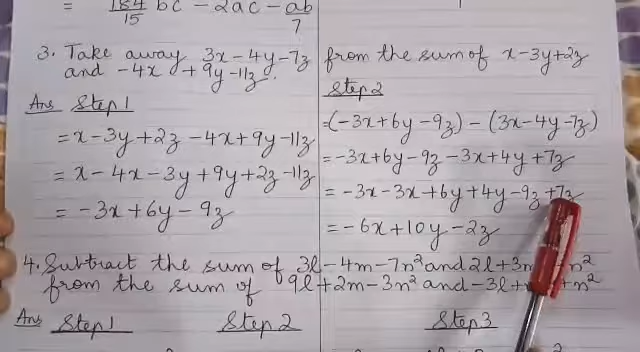 = 184/15 bc - 2ac - ab/7
3. Take away 3x-4y-7z from the sum of x-3y+2z
and -4x +9y-11z.
Ans Step 1
= x-3y+2z-4x+9y-11z
= x-4x-3y+9y+2z-11z
= -3x+6y-9z
Step 2
=(-3x+6y-9z)-(3x-4y-7z)
=-3x+6y-9z-3x+4y+7z
= -3x-3x+6y+4y-9z+7z
=-6x+10y-2z
4. Subtract the sum of 3l-4m-7n² and 2l+3m n²
from the sum of 9l+2m-3n² and -3l+ +n²
Ans Step 1 Step 2 Step 3